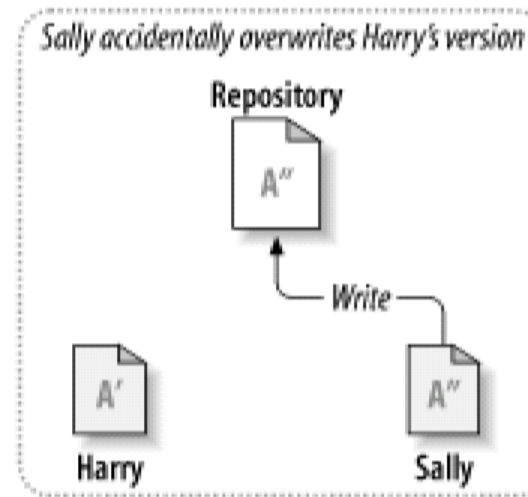 Sally accidentally overwrites Harry's version
Repository
A″
Write
A′
A″
Harry
Sally